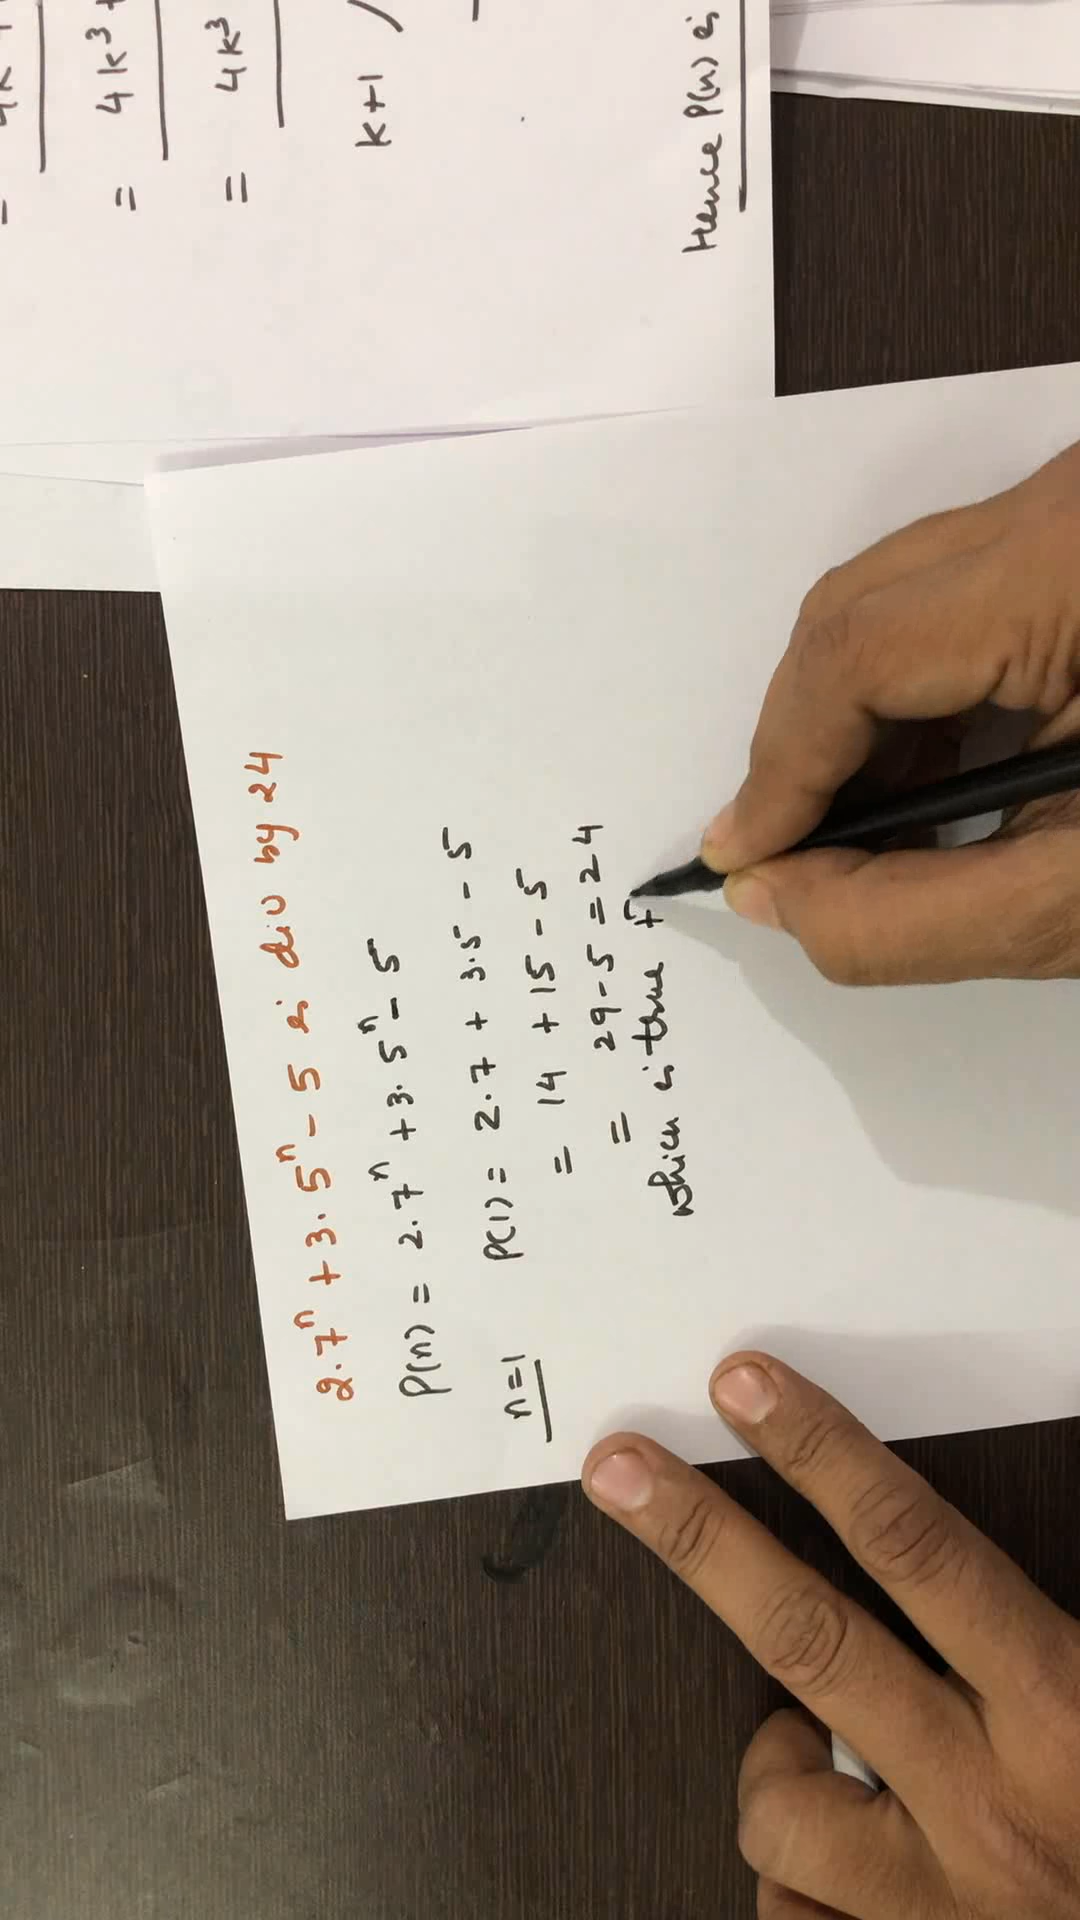 2.7ⁿ + 3.5ⁿ - 5 is div by 24
P(n) = 2.7ⁿ + 3.5ⁿ - 5
n=1 P(1) = 2.7 + 3.5 - 5
= 14 + 15 - 5
= 29 - 5 = 24
which is true f
= 4k³ +
= 4k³
k+1 /
Hence P(n) is